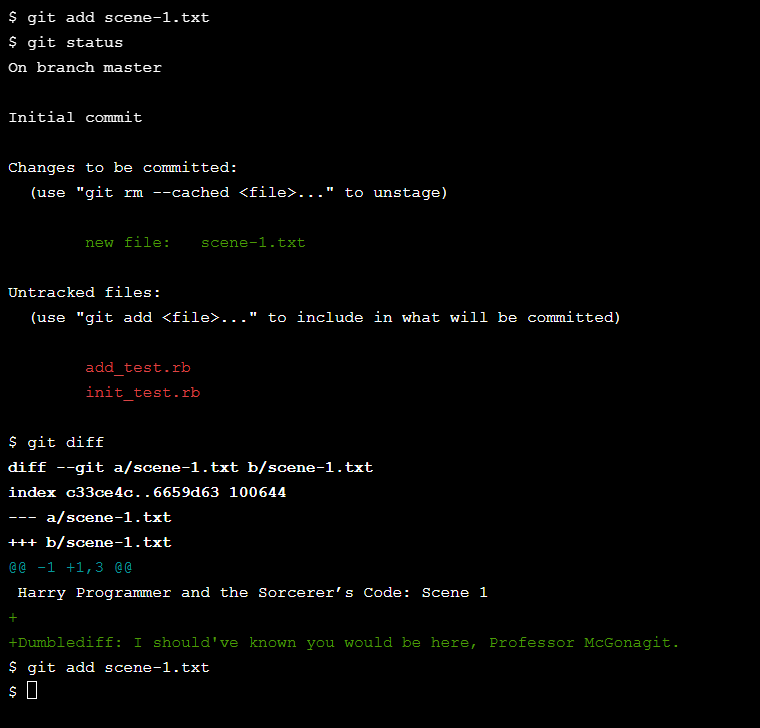 $ git add scene-1.txt
$ git status
On branch master
Initial commit
Changes to be committed:
  (use "git rm --cached <file>..." to unstage)
        new file:   scene-1.txt
Untracked files:
  (use "git add <file>..." to include in what will be committed)
        add_test.rb
        init_test.rb
$ git diff
diff --git a/scene-1.txt b/scene-1.txt
index c33ce4c..6659d63 100644
--- a/scene-1.txt
+++ b/scene-1.txt
@@ -1 +1,3 @@
 Harry Programmer and the Sorcerer’s Code: Scene 1
+
+Dumblediff: I should've known you would be here, Professor McGonagit.
$ git add scene-1.txt
$